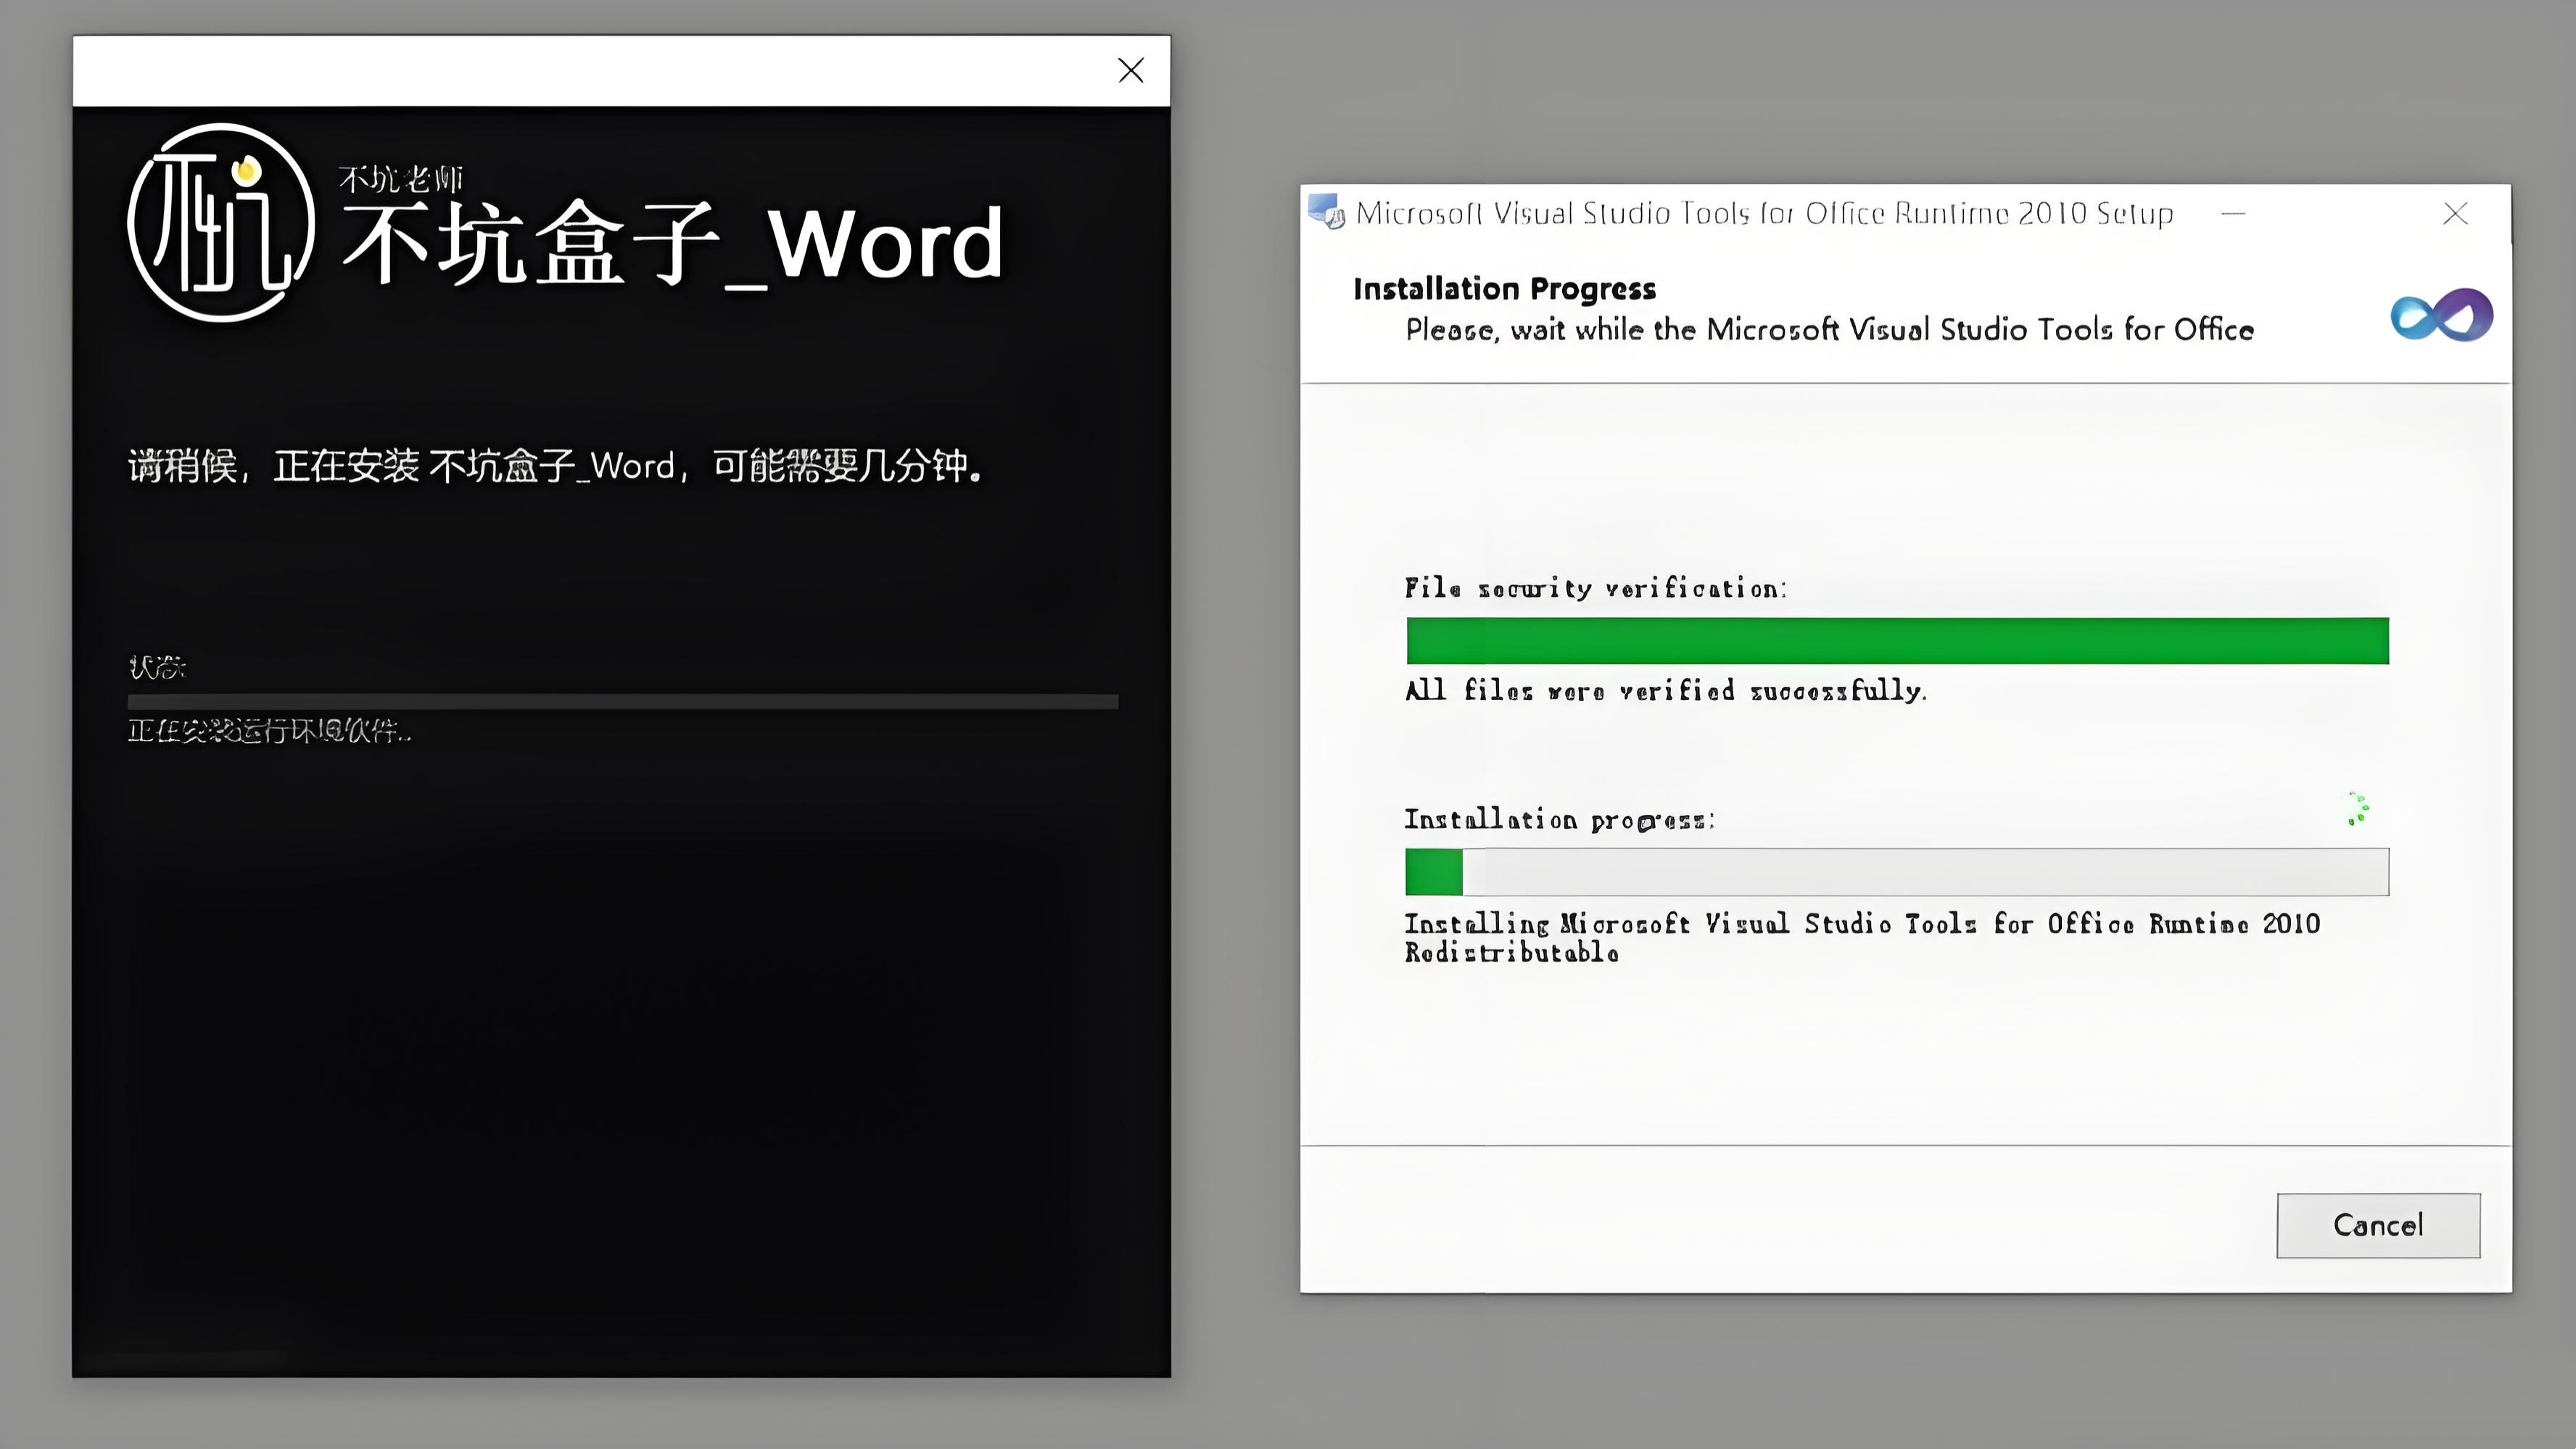 不坑老师
不坑盒子_Word
请稍候，正在安装 不坑盒子_Word，可能需要几分钟。
状态:
正在安装运行环境软件..
Microsoft Visual Studio Tools for Office Runtime 2010 Setup
Installation Progress
Please, wait while the Microsoft Visual Studio Tools for Office
File security verification:
All files were verified successfully.
Installation progress:
Installing Microsoft Visual Studio Tools for Office Runtime 2010
Redistributable
Cancel